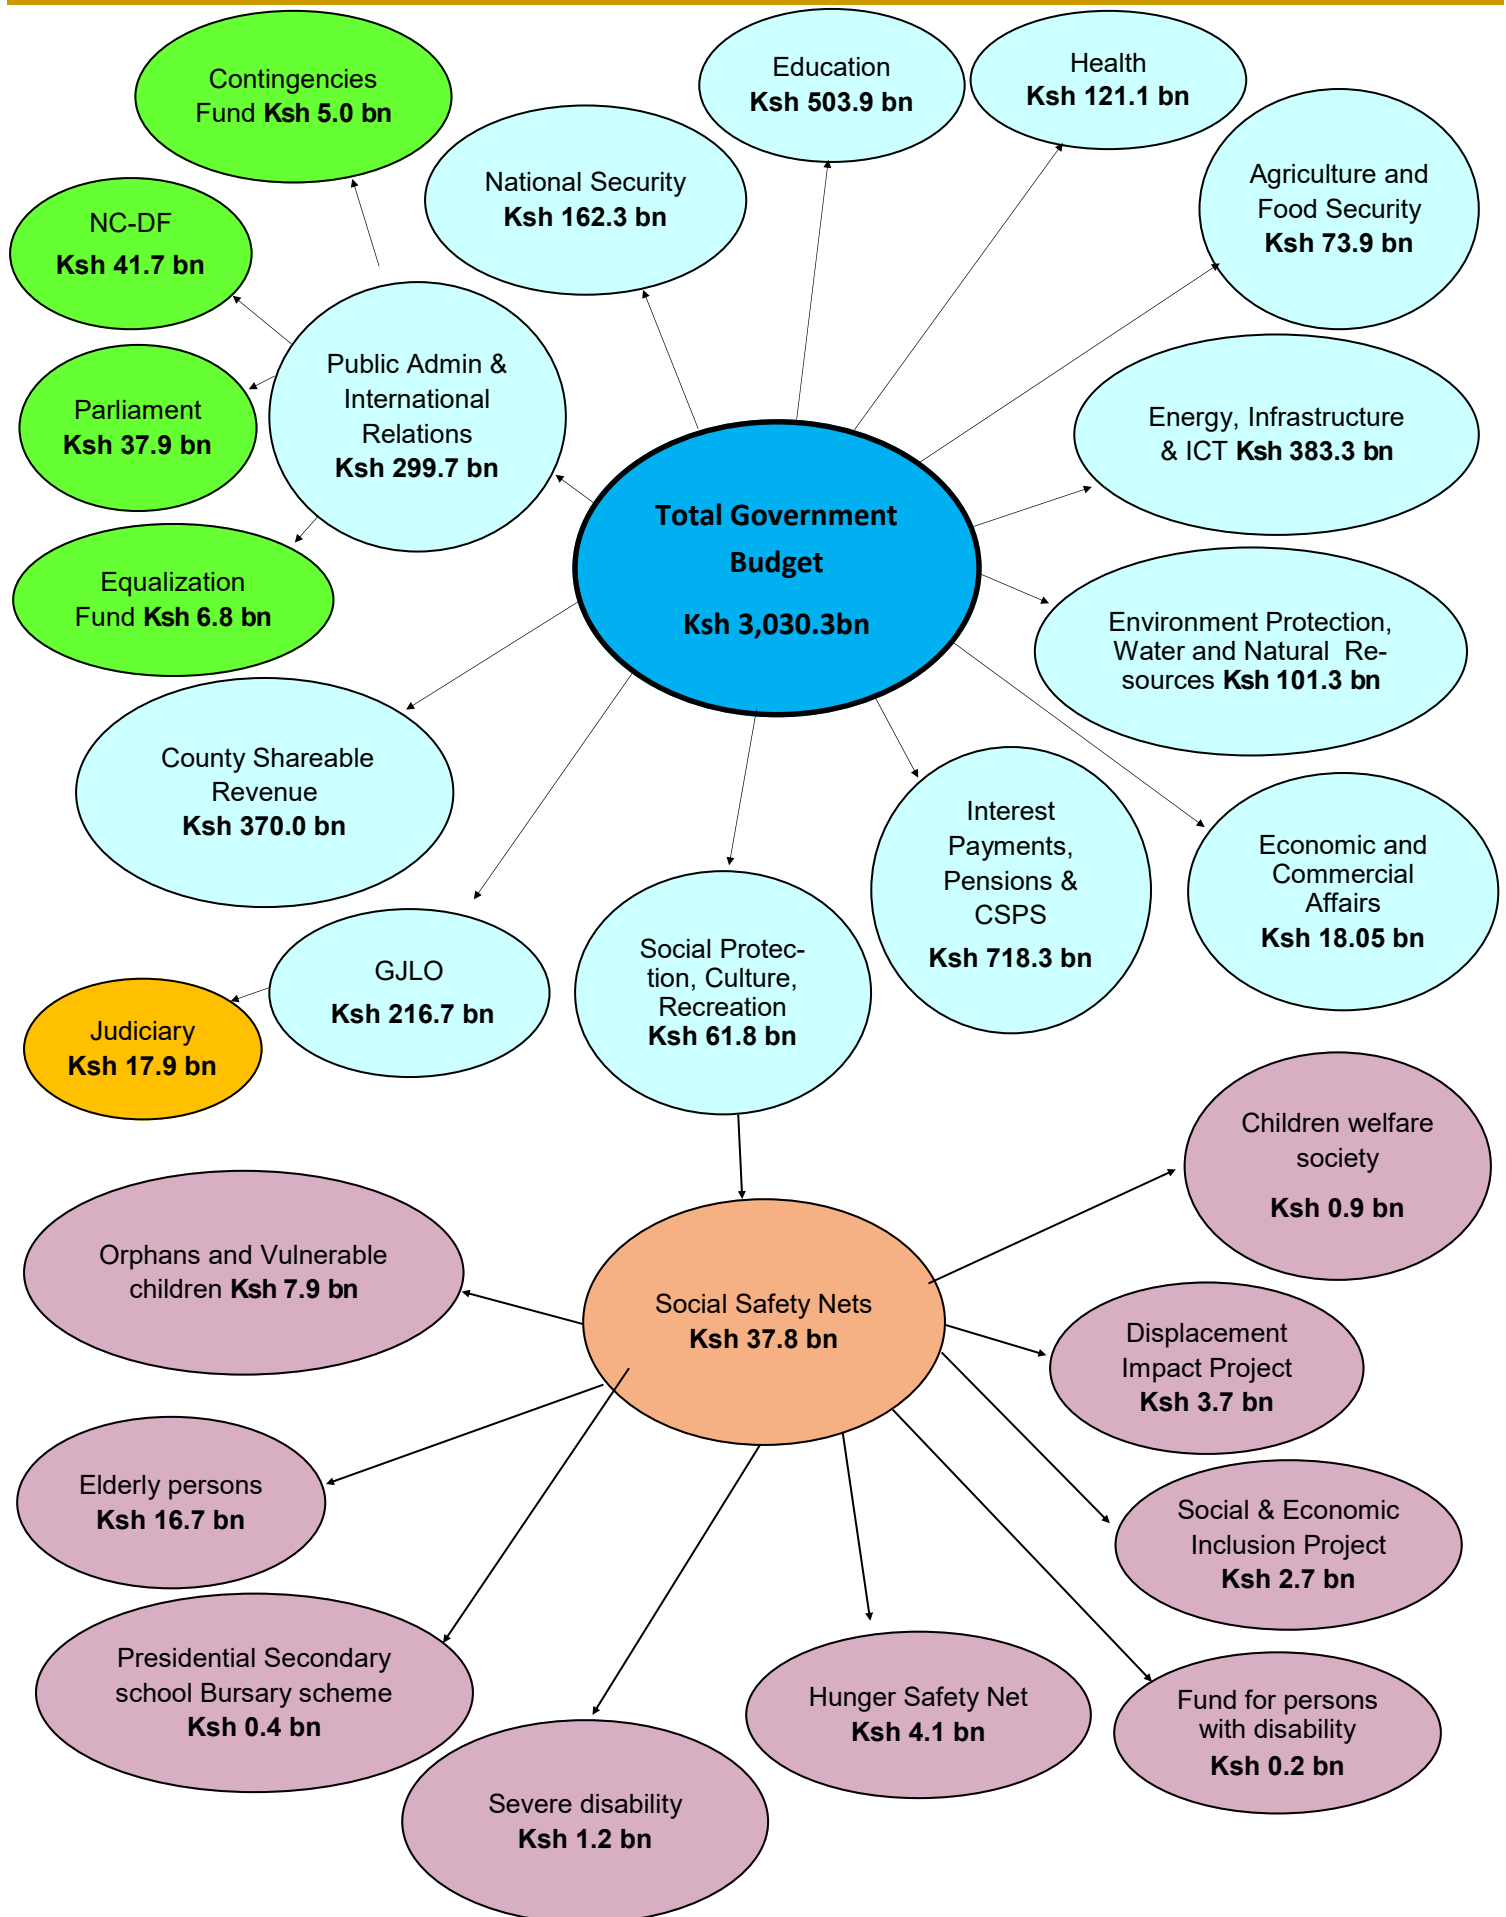 Contingencies
Fund Ksh 5.0 bn
Education
Ksh 503.9 bn
Health
Ksh 121.1 bn
National Security
Ksh 162.3 bn
Agriculture and
Food Security
Ksh 73.9 bn
NC-DF
Ksh 41.7 bn
Public Admin &
International
Relations
Ksh 299.7 bn
Parliament
Ksh 37.9 bn
Energy, Infrastructure
& ICT Ksh 383.3 bn
Total Government
Budget
Ksh 3,030.3bn
Equalization
Fund Ksh 6.8 bn
Environment Protection,
Water and Natural Re-
sources Ksh 101.3 bn
County Shareable
Revenue
Ksh 370.0 bn
Interest
Payments,
Pensions &
CSPS
Ksh 718.3 bn
Economic and
Commercial
Affairs
Ksh 18.05 bn
GJLO
Ksh 216.7 bn
Social Protec-
tion, Culture,
Recreation
Ksh 61.8 bn
Judiciary
Ksh 17.9 bn
Children welfare
society
Ksh 0.9 bn
Orphans and Vulnerable
children Ksh 7.9 bn
Social Safety Nets
Ksh 37.8 bn
Displacement
Impact Project
Ksh 3.7 bn
Elderly persons
Ksh 16.7 bn
Social & Economic
Inclusion Project
Ksh 2.7 bn
Presidential Secondary
school Bursary scheme
Ksh 0.4 bn
Hunger Safety Net
Ksh 4.1 bn
Fund for persons
with disability
Ksh 0.2 bn
Severe disability
Ksh 1.2 bn